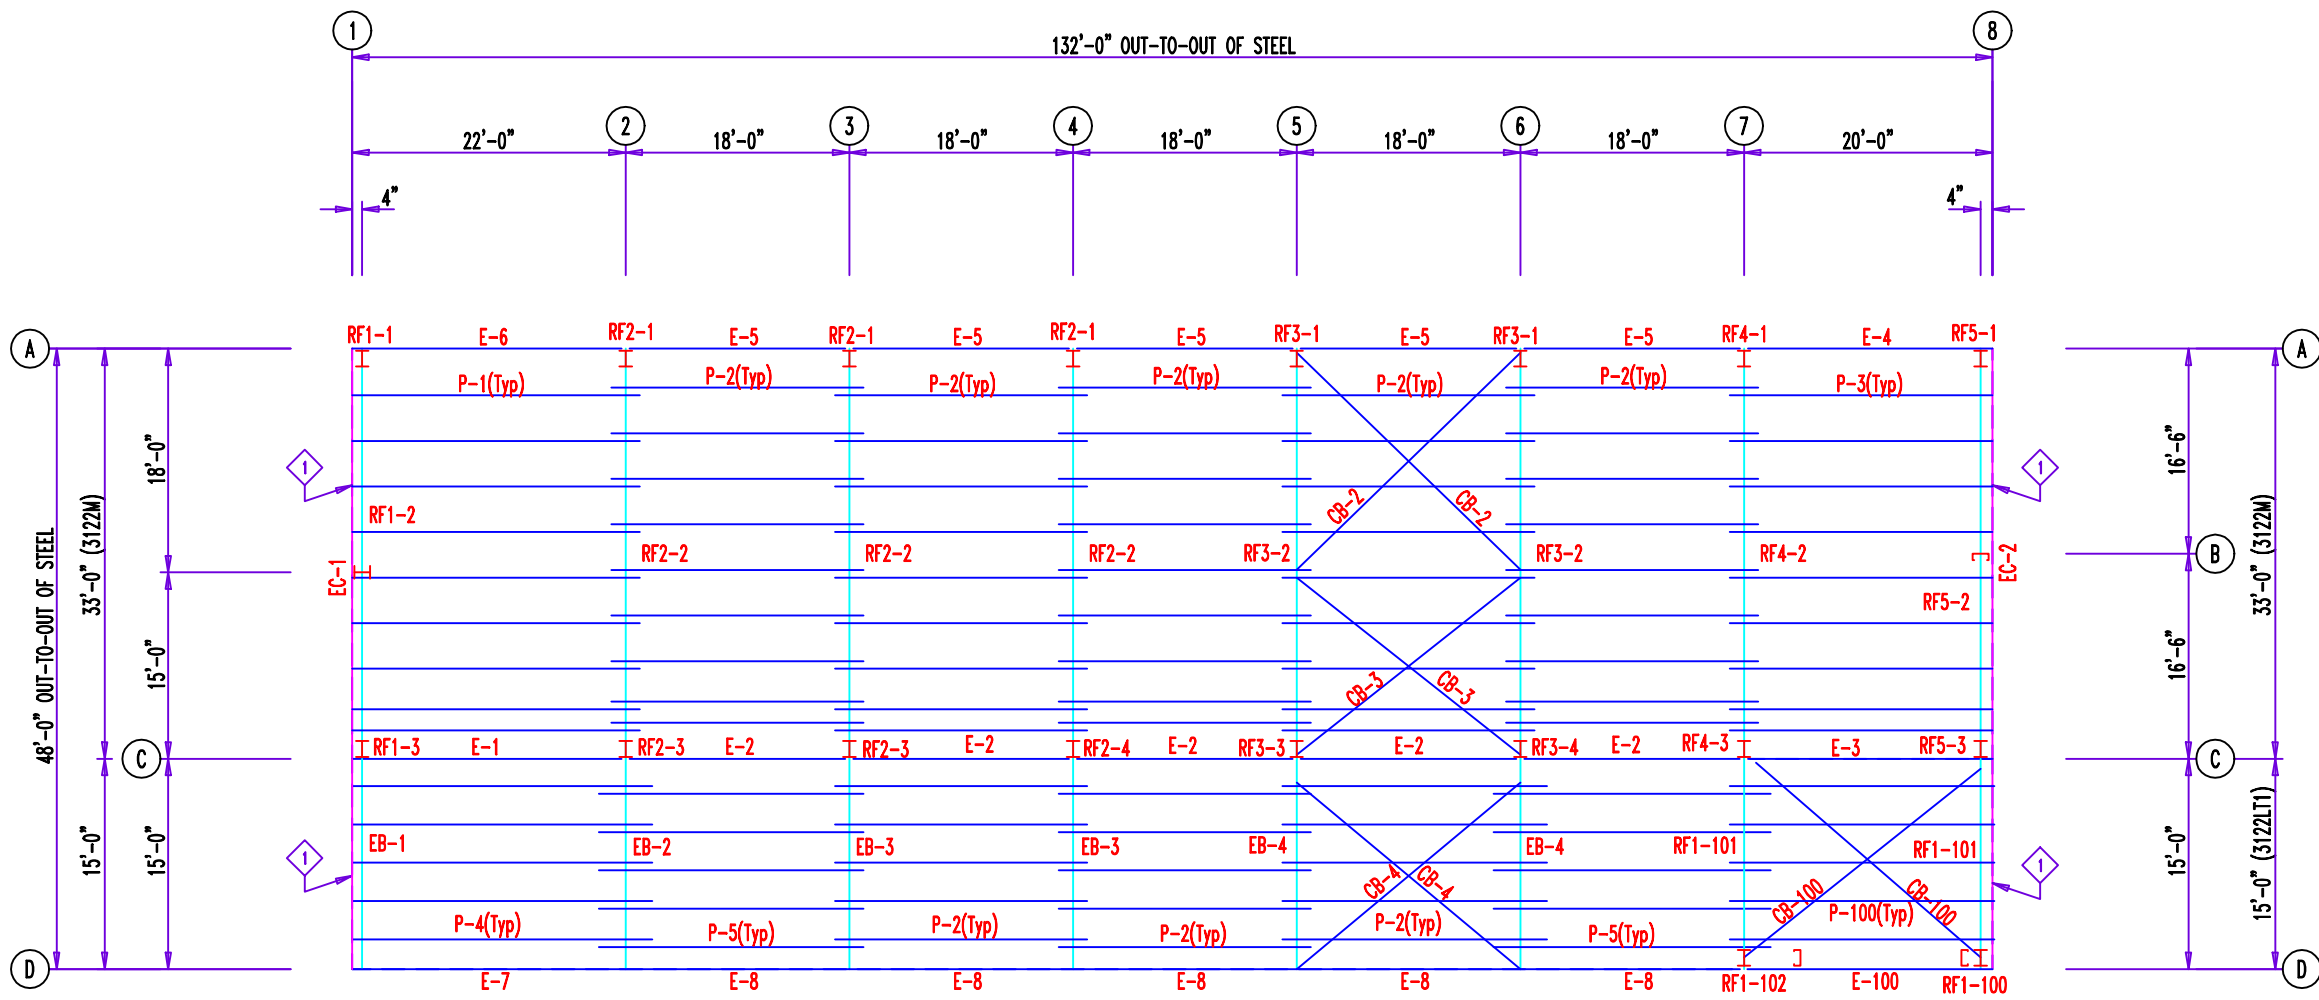 1
8
132'-0" OUT-TO-OUT OF STEEL
2
3
4
5
6
7
22'-0"
18'-0"
18'-0"
18'-0"
18'-0"
18'-0"
20'-0"
4"
4"
A
RF1-1
E-6
RF2-1
E-5
RF2-1
E-5
RF2-1
E-5
RF3-1
E-5
RF3-1
E-5
RF4-1
E-4
RF5-1
A
P-1(Typ)
P-2(Typ)
P-2(Typ)
P-2(Typ)
P-2(Typ)
P-2(Typ)
P-3(Typ)
18'-0"
1
1
16'-6"
33'-0" (3122M)
48'-0" OUT-TO-OUT OF STEEL
RF1-2
CB-2
CB-2
33'-0" (3122M)
EC-1
RF2-2
RF2-2
RF2-2
RF3-2
RF3-2
RF4-2
EC-2
B
RF5-2
15'-0"
CB-3
CB-3
16'-6"
C
RF1-3
E-1
RF2-3
E-2
RF2-3
E-2
RF2-4
E-2
RF3-3
E-2
RF3-4
E-2
RF4-3
E-3
RF5-3
C
15'-0"
15'-0"
1
EB-1
EB-2
EB-3
EB-3
EB-4
EB-4
RF1-101
RF1-101
1
15'-0"
15'-0" (3122LT1)
CB-4
CB-4
CB-100
CB-100
P-4(Typ)
P-5(Typ)
P-2(Typ)
P-2(Typ)
P-2(Typ)
P-5(Typ)
P-100(Typ)
D
E-7
E-8
E-8
E-8
E-8
E-8
RF1-102
E-100
RF1-100
D